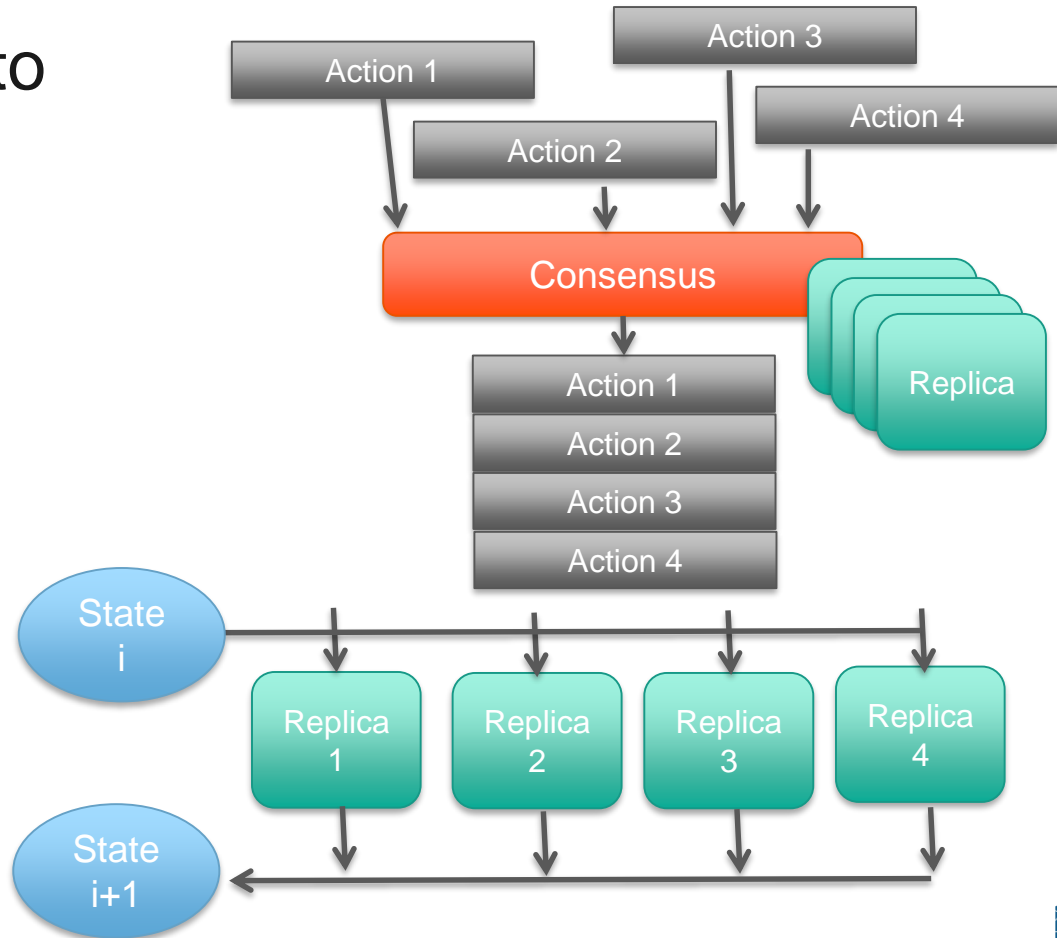 to
Action 3
Action 1
Action 4
Action 2
Consensus
Replica
Action 1
Action 2
Action 3
Action 4
State
i
Replica
1
Replica
2
Replica
3
Replica
4
State
i+1